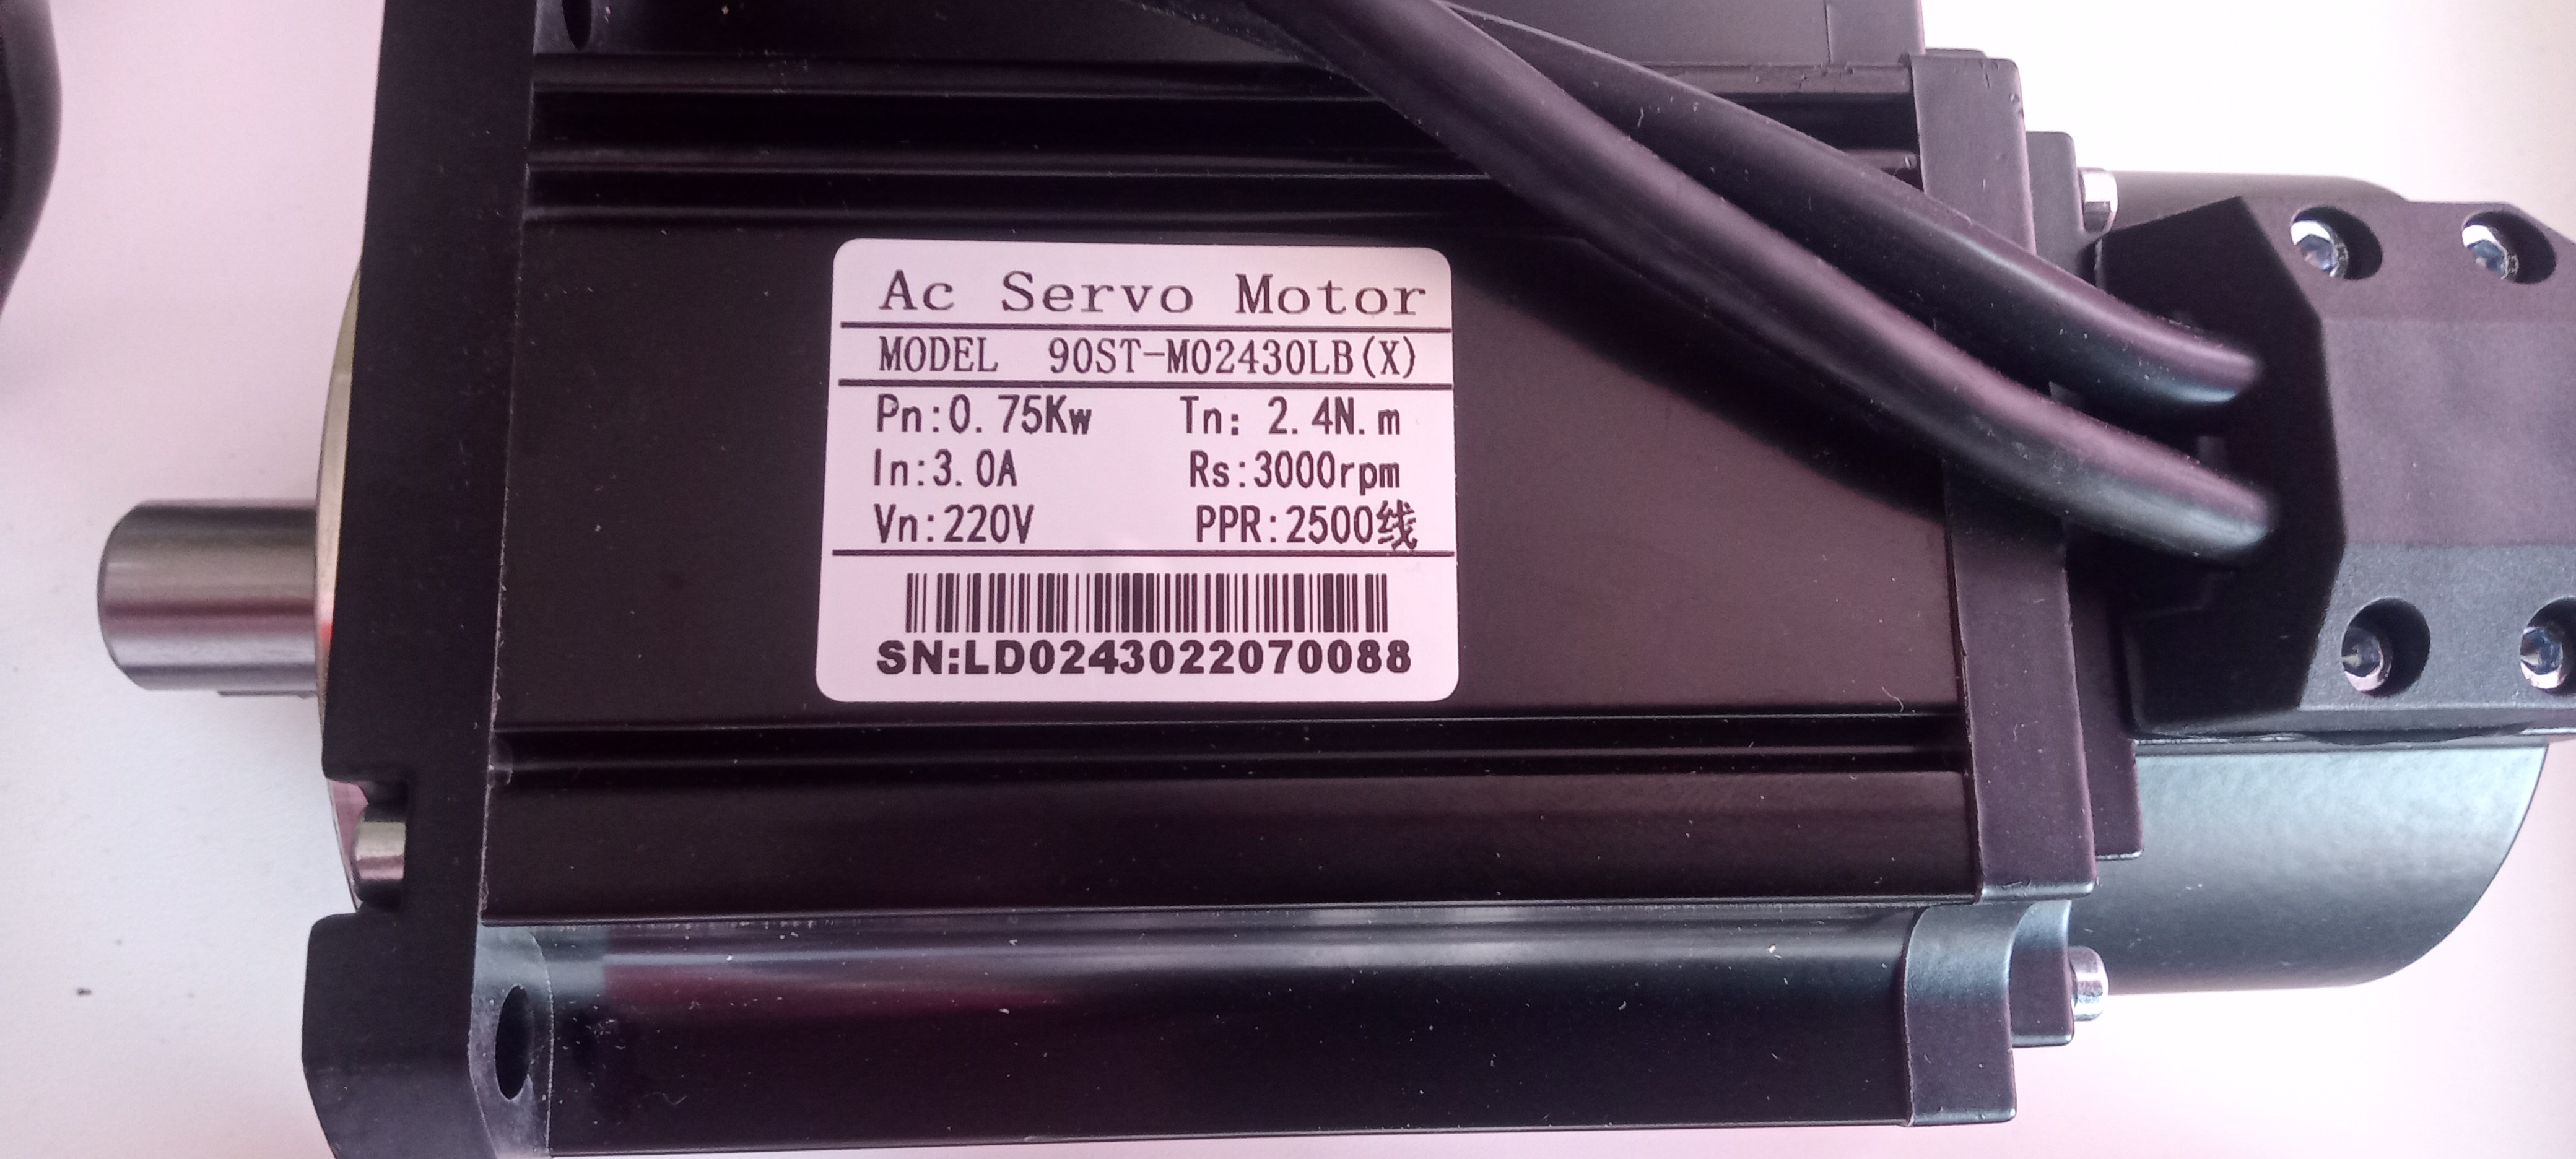 Ac Servo Motor
MODEL 90ST-M02430LB(X)
Pn:0.75Kw Tn: 2.4N.m
In:3.0A Rs:3000rpm
Vn:220V PPR:2500线
SN:LD0243022070088